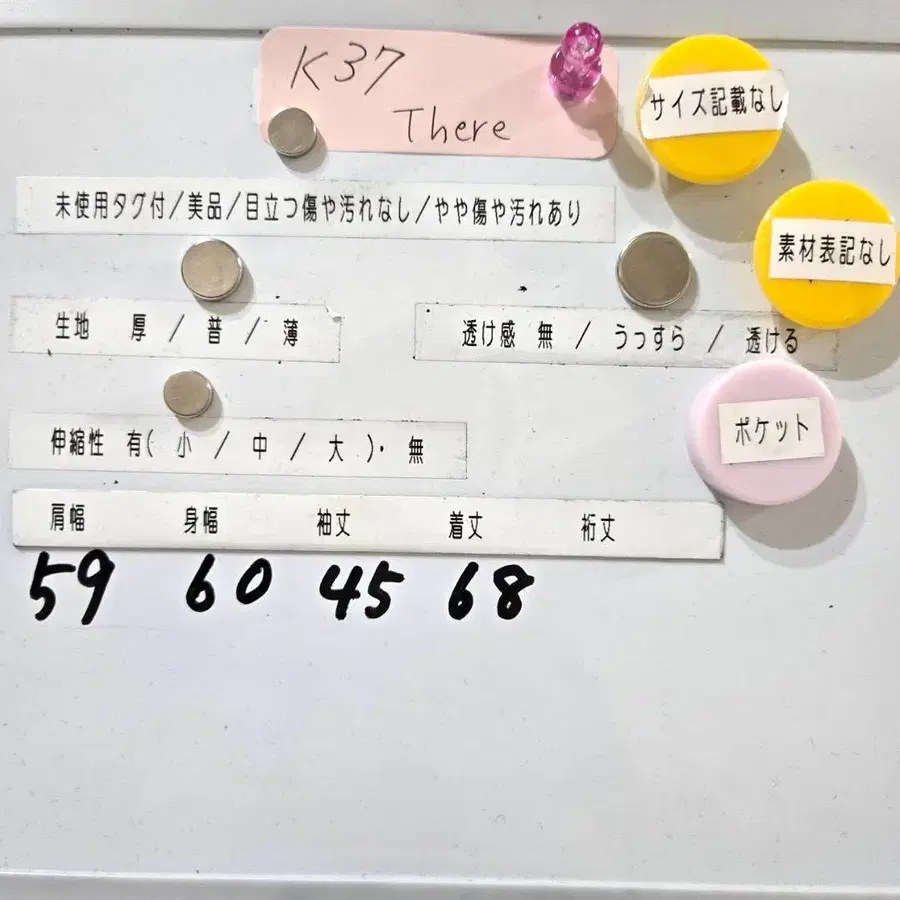 K37
There
サイズ記載なし
未使用タグ付/美品/目立つ傷や汚れなし/やや傷や汚れあり
素材表記なし
生地 厚 / 普 / 薄
透け感 無 / うっすら / 透ける
ポケット
伸縮性 有( 小 / 中 / 大 )・ 無
肩幅 身幅 袖丈 着丈 裄丈
59 60 45 68